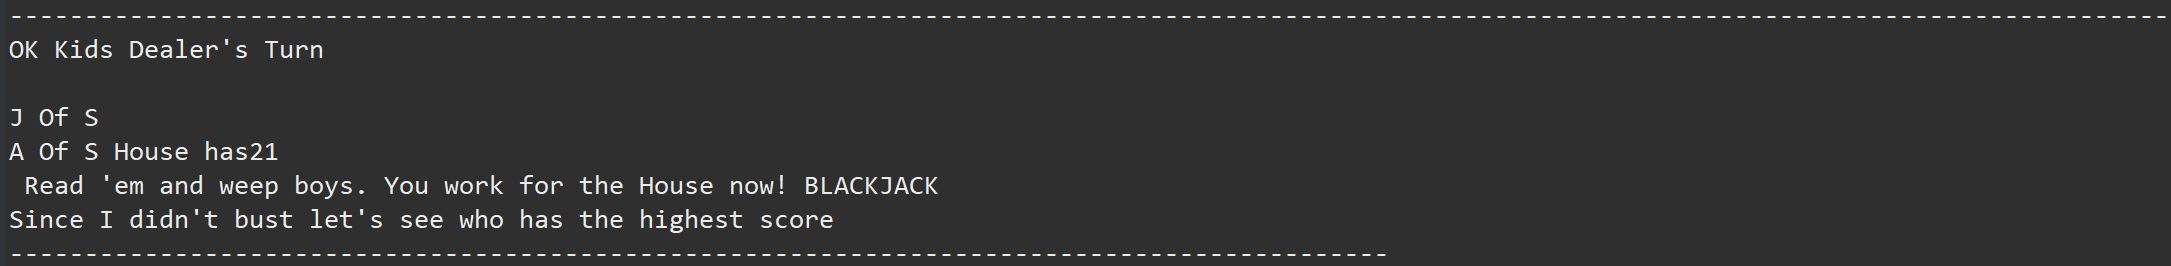 ------------------------------------------------------------------------------------------------------------------------------------------------
OK Kids Dealer's Turn
J Of S
A Of S House has21
Read 'em and weep boys. You work for the House now! BLACKJACK
Since I didn't bust let's see who has the highest score
--------------------------------------------------------------------------------------------